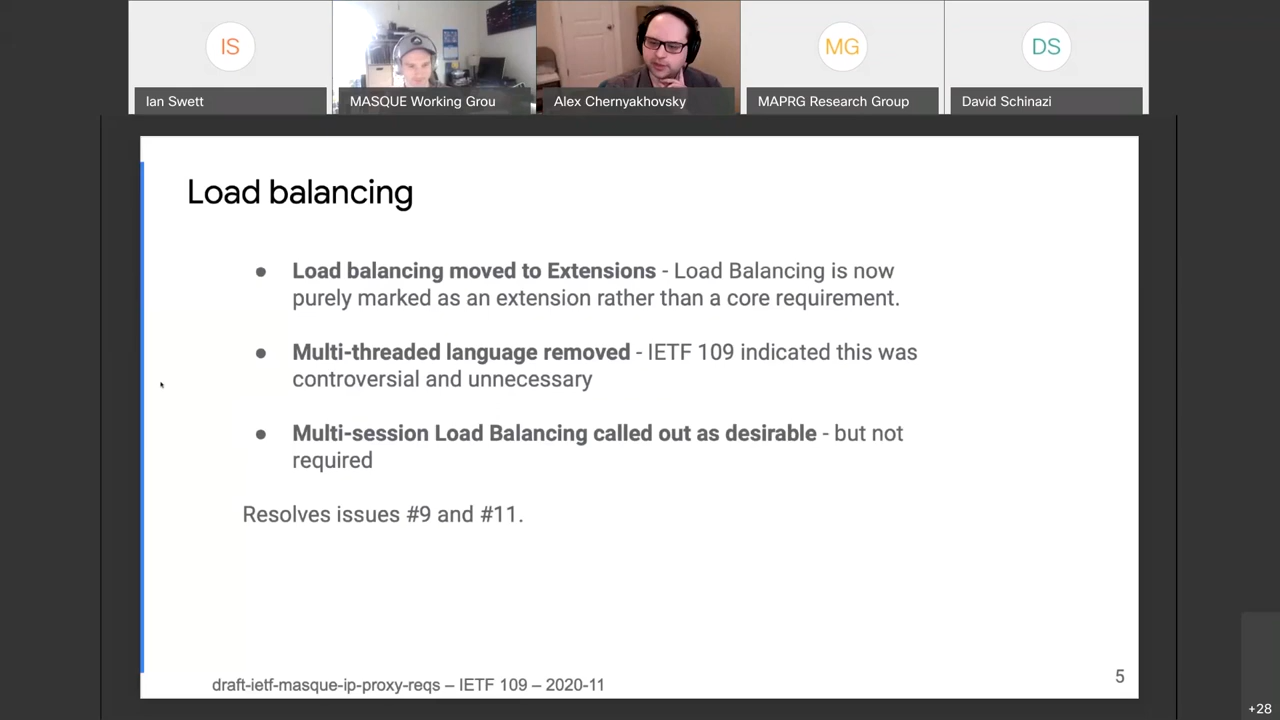 IS
MG
DS
Ian Swett
MASQUE Working Grou
Alex Chernyakhovsky
MAPRG Research Group
David Schinazi
Load balancing
● Load balancing moved to Extensions - Load Balancing is now
purely marked as an extension rather than a core requirement.
● Multi-threaded language removed - IETF 109 indicated this was
controversial and unnecessary
● Multi-session Load Balancing called out as desirable - but not
required
Resolves issues #9 and #11.
draft-ietf-masque-ip-proxy-reqs – IETF 109 – 2020-11
5
+28